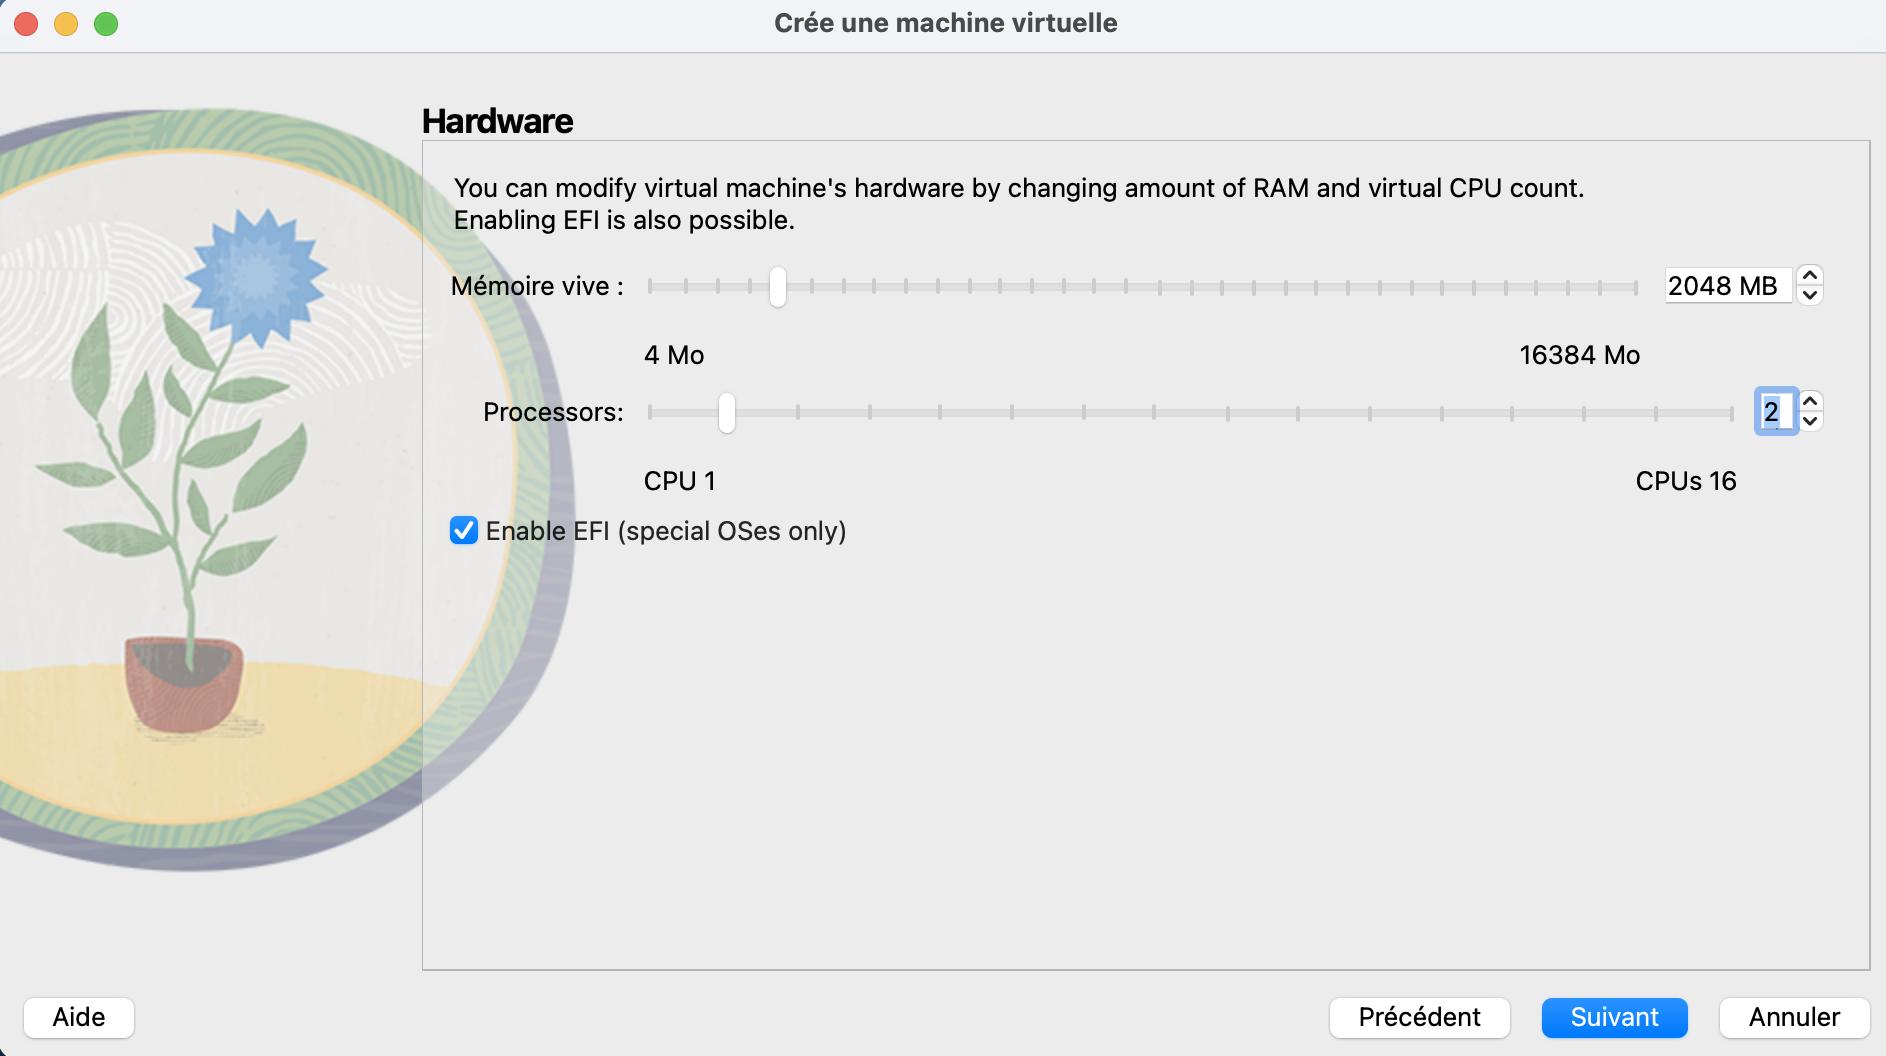 Crée une machine virtuelle
Hardware
You can modify virtual machine's hardware by changing amount of RAM and virtual CPU count.
Enabling EFI is also possible.
Mémoire vive : 2048 MB
4 Mo 16384 Mo
Processors: 2
CPU 1 CPUs 16
Enable EFI (special OSes only)
Aide Précédent Suivant Annuler